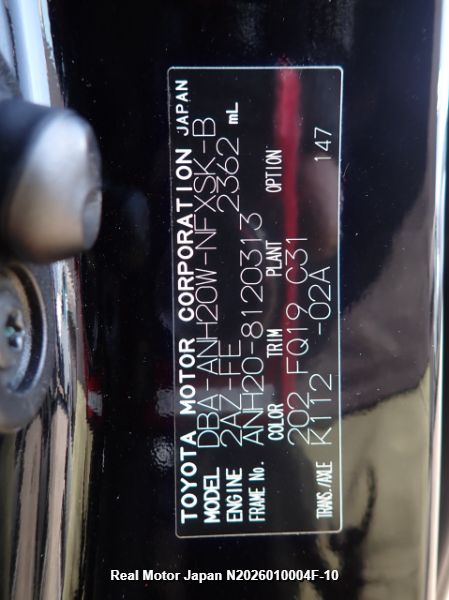 TOYOTA MOTOR CORPORATION JAPAN
MODEL DBA-ANH20W-NFXSK-B
ENGINE 2AZ-FE 2362 mL
FRAME No. ANH20-8120313
COLOR TRIM PLANT OPTION
202 FQ19 C31
TRANS./AXLE K112 -02A 147
Real Motor Japan N2026010004F-10